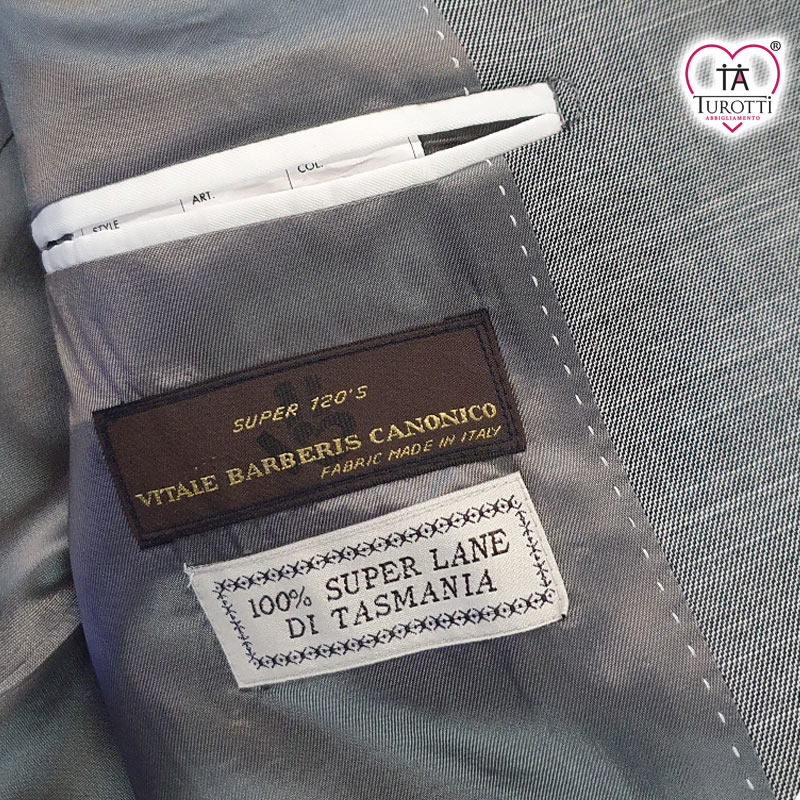 TA
TUROTTI
ABBIGLIAMENTO
®
STYLE
ART.
COL.
SUPER 120'S
VITALE BARBERIS CANONICO
FABRIC MADE IN ITALY
100% SUPER LANE
DI TASMANIA